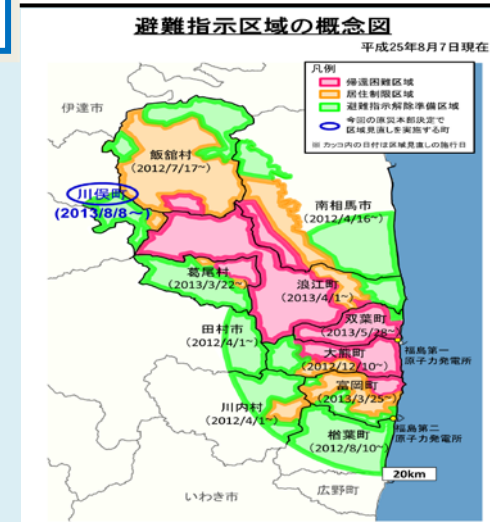 避難指示区域の概念図
平成25年8月7日現在
凡例
帰還困難区域
居住制限区域
避難指示解除準備区域
今回の原災本部決定で
区域見直しを実施する町
※ カッコ内の日付は区域見直しの施行日
伊達市
飯舘村
(2012/7/17~)
川俣町
(2013/8/8~)
南相馬市
(2012/4/16~)
葛尾村
(2013/3/22~)
浪江町
(2013/4/1~)
双葉町
(2013/5/28~)
田村市
(2012/4/1~)
大熊町
(2012/12/10~)
福島第一
原子力発電所
富岡町
(2013/3/25~)
川内村
(2012/4/1~)
楢葉町
(2012/8/10~)
福島第二
原子力発電所
20km
いわき市
広野町